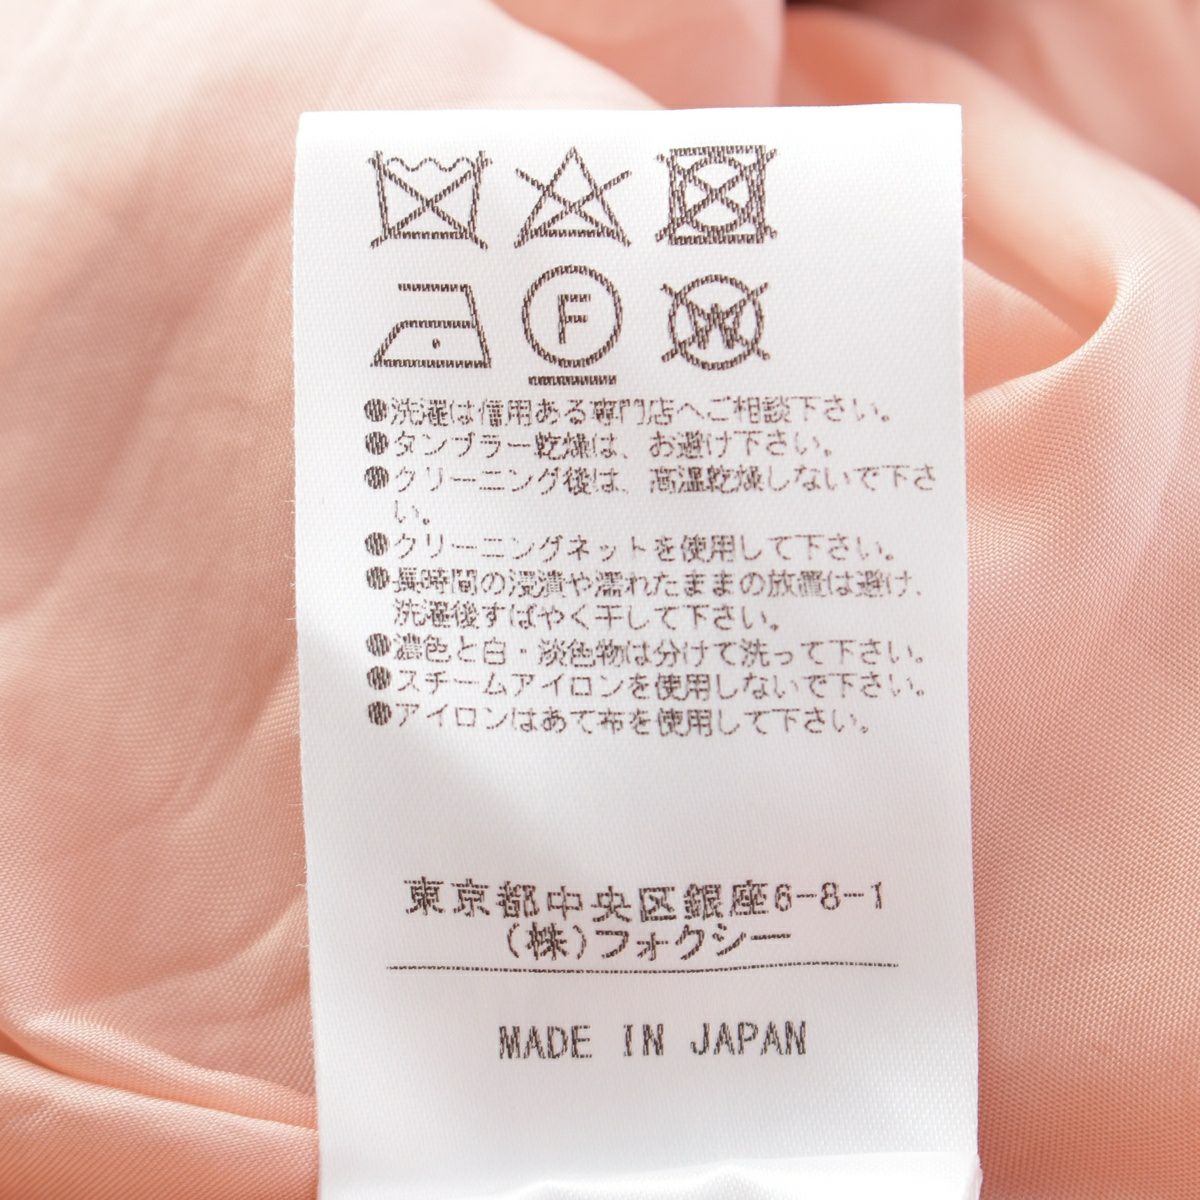 F
W
●洗濯は信用ある専門店へご相談下さい。
●タンブラー乾燥は、お避け下さい。
●クリーニング後は、高温乾燥しないで下さ
い。
●クリーニングネットを使用して下さい。
●長時間の浸漬や濡れたままの放置は避け、
洗濯後すばやく干して下さい。
●濃色と白・淡色物は分けて洗って下さい。
●スチームアイロンを使用しないで下さい。
●アイロンはあて布を使用して下さい。
東京都中央区銀座6-8-1
(株)フォクシー
MADE IN JAPAN